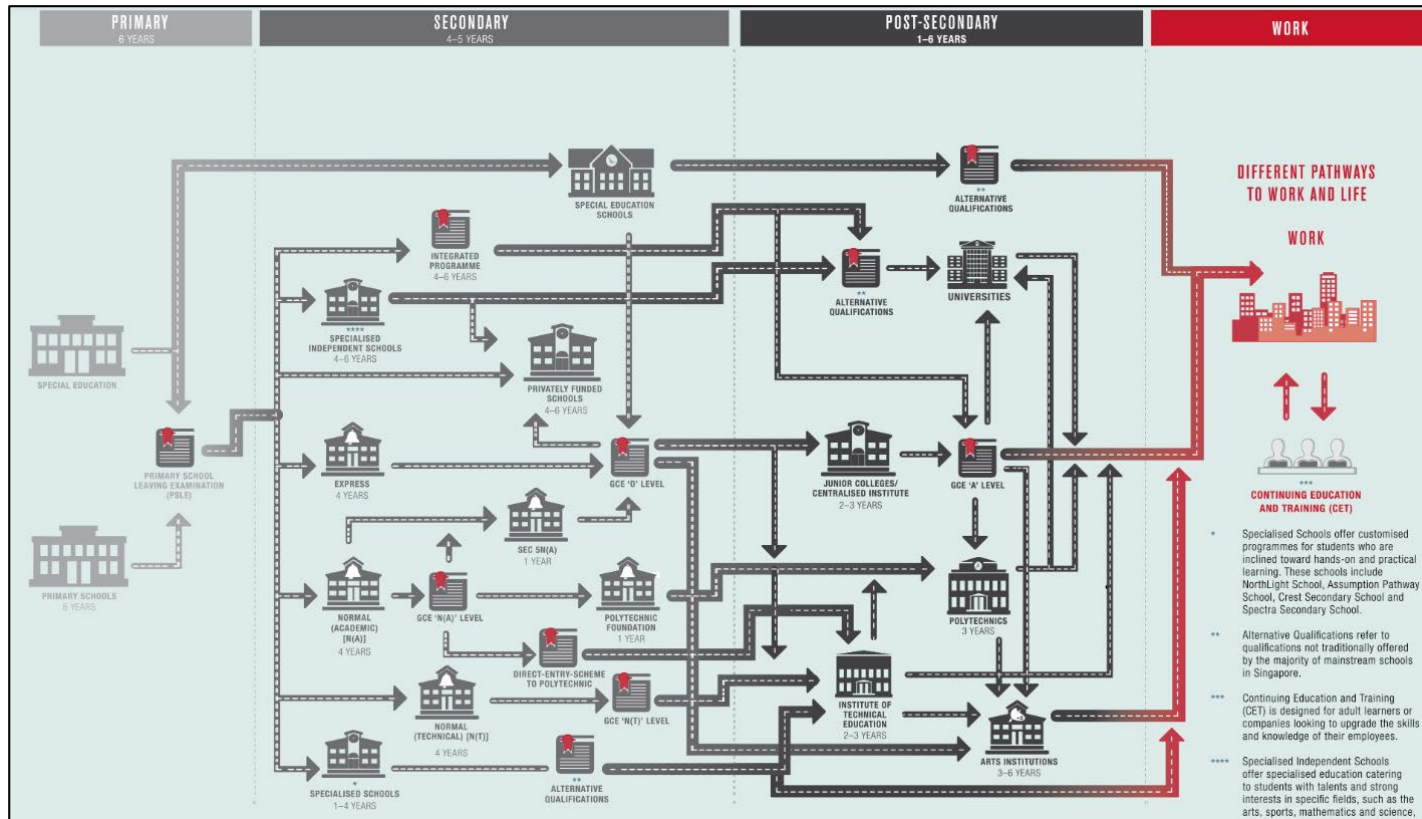 PRIMARY
6 YEARS
SECONDARY
4–5 YEARS
POST-SECONDARY
1–6 YEARS
WORK
SPECIAL EDUCATION
SCHOOLS
**
ALTERNATIVE
QUALIFICATIONS
DIFFERENT PATHWAYS
TO WORK AND LIFE
WORK
INTEGRATED
PROGRAMME
4–6 YEARS
**
ALTERNATIVE
QUALIFICATIONS
UNIVERSITIES
****
SPECIALISED
INDEPENDENT SCHOOLS
4–6 YEARS
SPECIAL EDUCATION
PRIVATELY FUNDED
SCHOOLS
4–6 YEARS
PRIMARY SCHOOL
LEAVING EXAMINATION
(PSLE)
EXPRESS
4 YEARS
GCE 'O' LEVEL
JUNIOR COLLEGES/
CENTRALISED INSTITUTE
2–3 YEARS
GCE 'A' LEVEL
***
CONTINUING EDUCATION
AND TRAINING (CET)
SEC 5N(A)
1 YEAR
PRIMARY SCHOOLS
6 YEARS
NORMAL
(ACADEMIC)
[N(A)]
4 YEARS
GCE 'N(A)' LEVEL
POLYTECHNIC
FOUNDATION
1 YEAR
POLYTECHNICS
3 YEARS
DIRECT-ENTRY-SCHEME
TO POLYTECHNIC
NORMAL
(TECHNICAL) [N(T)]
4 YEARS
GCE 'N(T)' LEVEL
INSTITUTE OF
TECHNICAL
EDUCATION
2–3 YEARS
ARTS INSTITUTIONS
3–6 YEARS
*
SPECIALISED SCHOOLS
1–4 YEARS
**
ALTERNATIVE
QUALIFICATIONS
* Specialised Schools offer customised
programmes for students who are
inclined toward hands-on and practical
learning. These schools include
NorthLight School, Assumption Pathway
School, Crest Secondary School and
Spectra Secondary School.
** Alternative Qualifications refer to
qualifications not traditionally offered
by the majority of mainstream schools
in Singapore.
*** Continuing Education and Training
(CET) is designed for adult learners or
companies looking to upgrade the skills
and knowledge of their employees.
**** Specialised Independent Schools
offer specialised education catering
to students with talents and strong
interests in specific fields, such as the
arts, sports, mathematics and science,